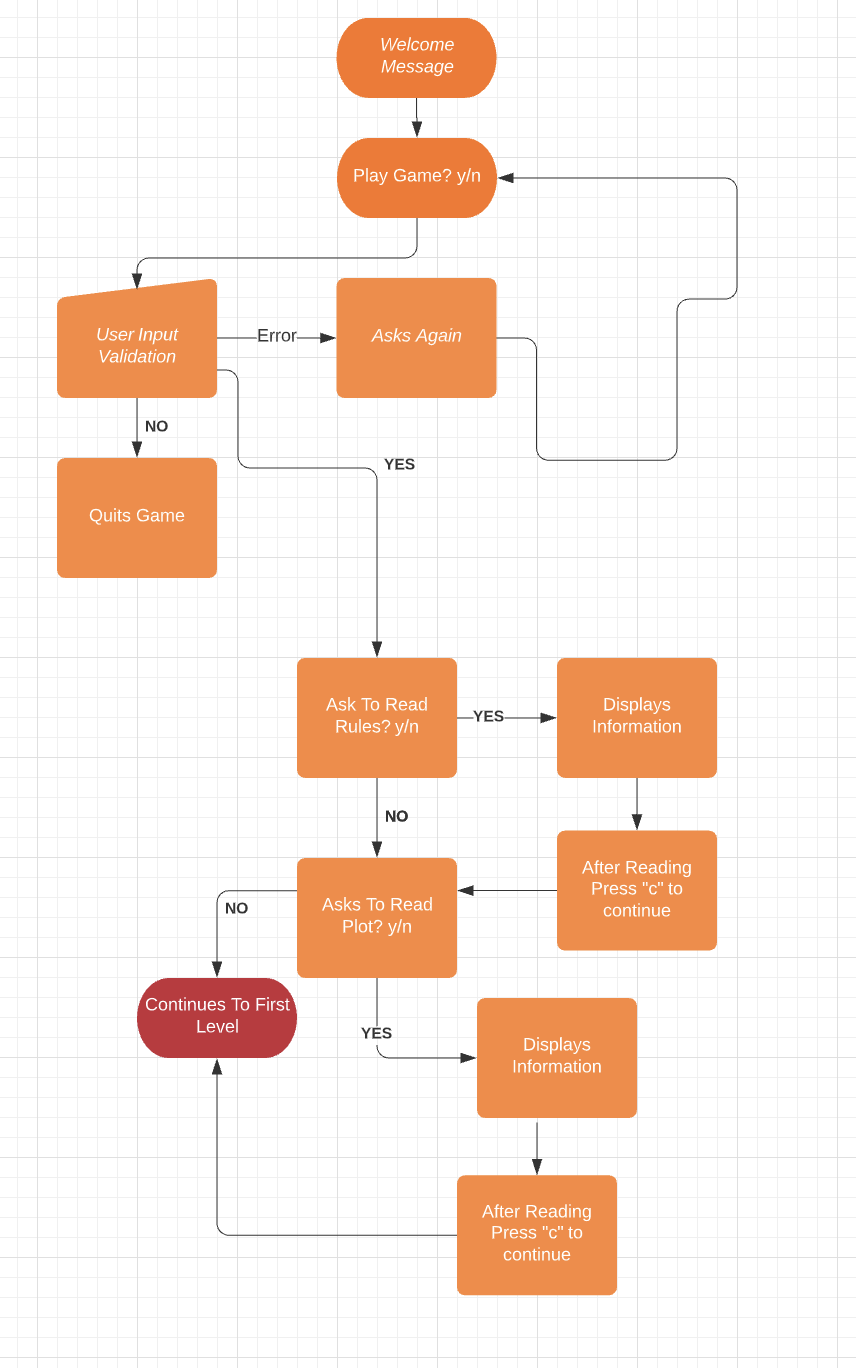 Welcome
Message
Play Game? y/n
User Input
Validation
Error
Asks Again
NO
YES
Quits Game
Ask To Read
Rules? y/n
YES
Displays
Information
NO
After Reading
Press "c" to
continue
Asks To Read
Plot? y/n
NO
Continues To First
Level
YES
Displays
Information
After Reading
Press "c" to
continue